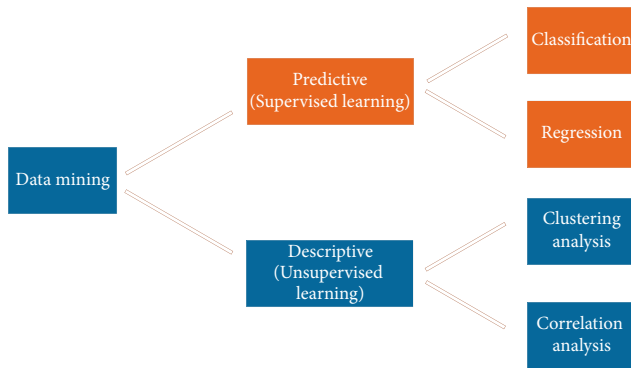 Data mining
Predictive
(Supervised learning)
Descriptive
(Unsupervised
learning)
Classification
Regression
Clustering
analysis
Correlation
analysis